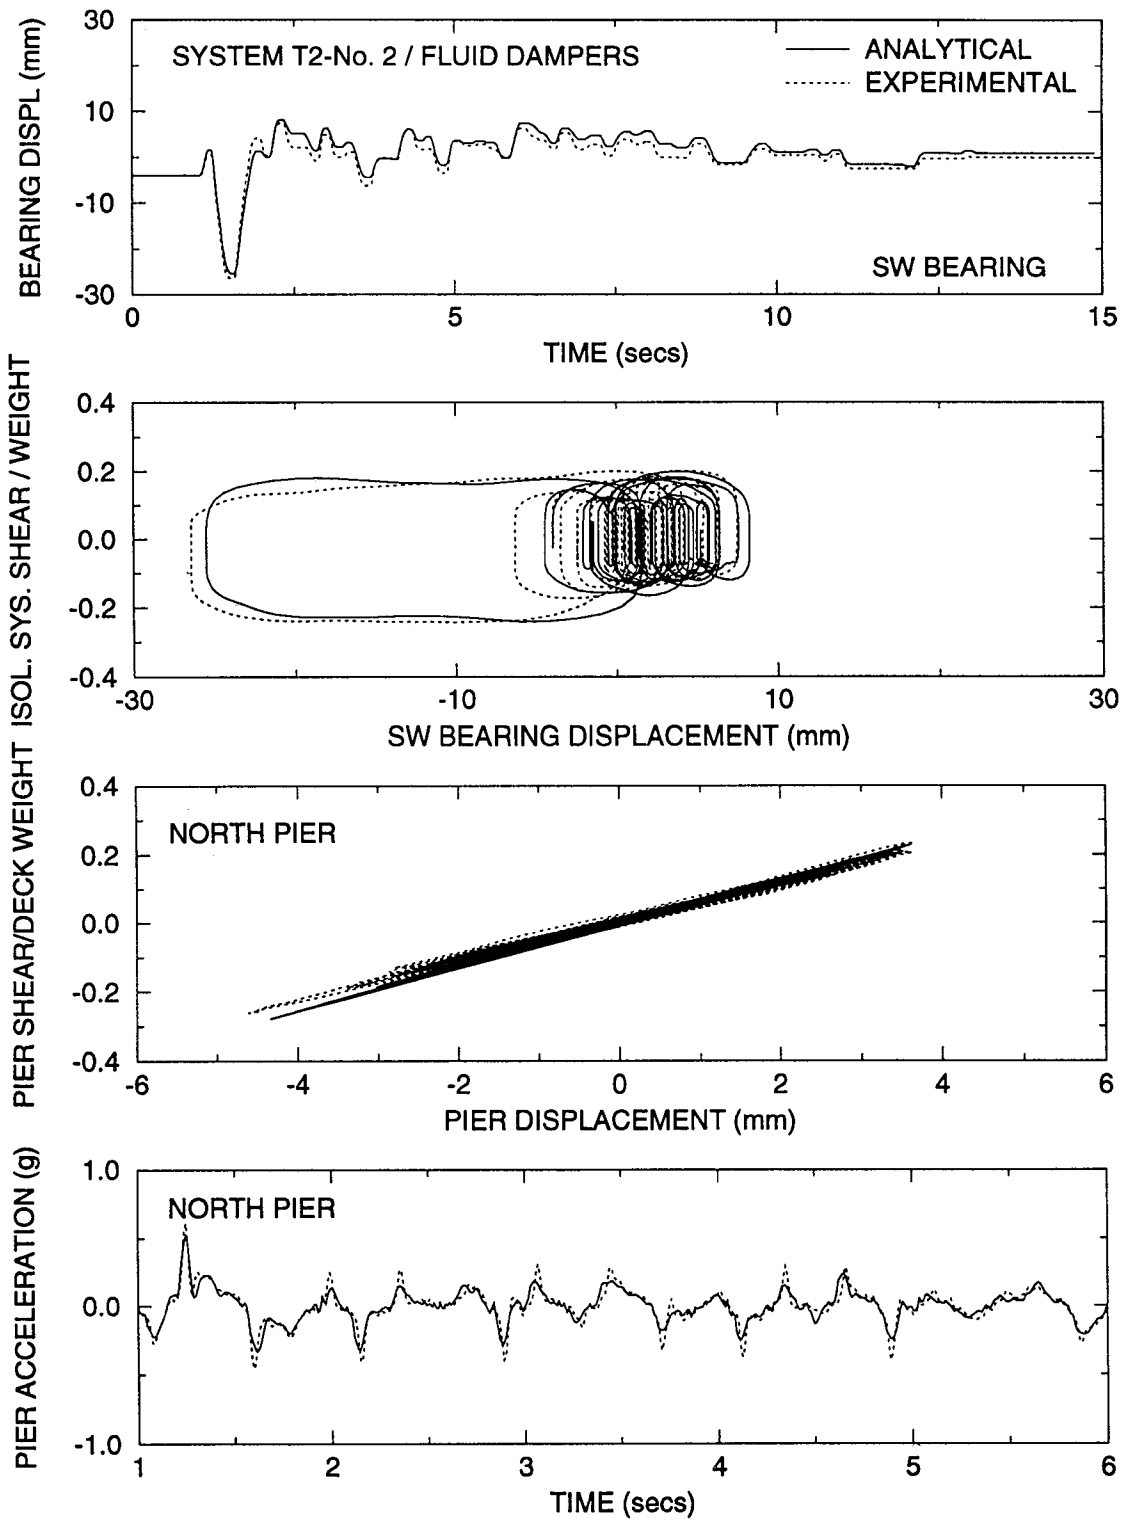 30
10
-10
-30
BEARING DISPL (mm)
SYSTEM T2-No. 2 / FLUID DAMPERS
ANALYTICAL
EXPERIMENTAL
SW BEARING
0
5
10
15
TIME (secs)
ISOL. SYS. SHEAR / WEIGHT
0.4
0.2
0.0
-0.2
-0.4
-30
-10
10
30
SW BEARING DISPLACEMENT (mm)
PIER SHEAR/DECK WEIGHT
0.4
0.2
0.0
-0.2
-0.4
NORTH PIER
-6
-4
-2
0
2
4
6
PIER DISPLACEMENT (mm)
PIER ACCELERATION (g)
1.0
0.0
-1.0
NORTH PIER
1
2
3
4
5
6
TIME (secs)